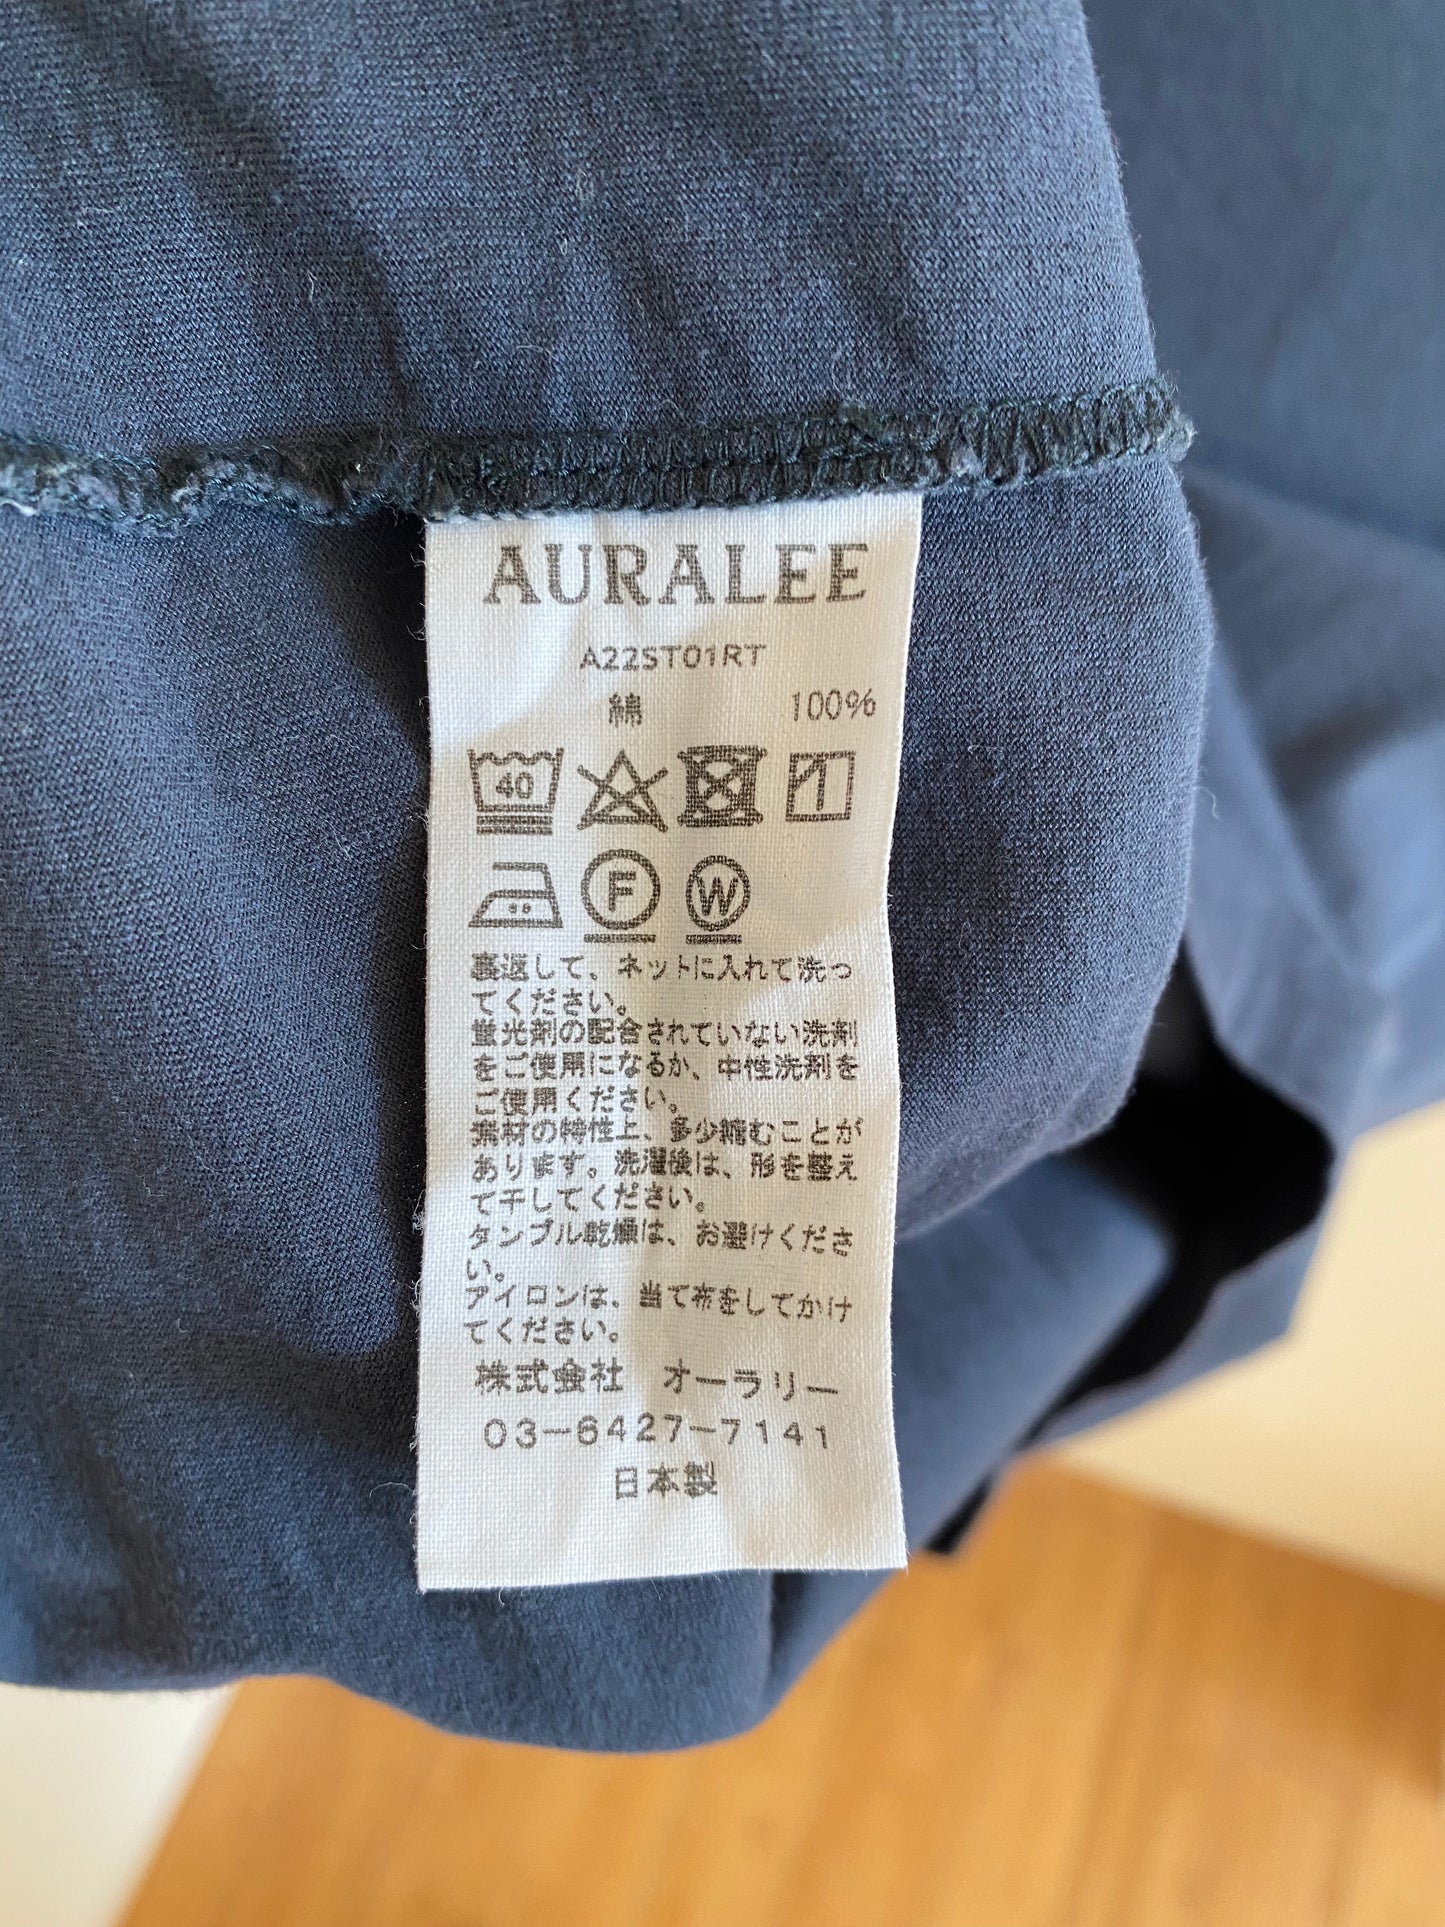 AURALEE
A22ST01RT
綿 100%
40
F W
裏返して、ネットに入れて洗っ
てください。
蛍光剤の配合されていない洗剤
をご使用になるか、中性洗剤を
ご使用ください。
素材の特性上、多少縮むことが
あります。洗濯後は、形を整え
て干してください。
タンブル乾燥は、お避けくださ
い。
アイロンは、当て布をしてかけ
てください。
株式会社 オーラリー
03-6427-7141
日本製